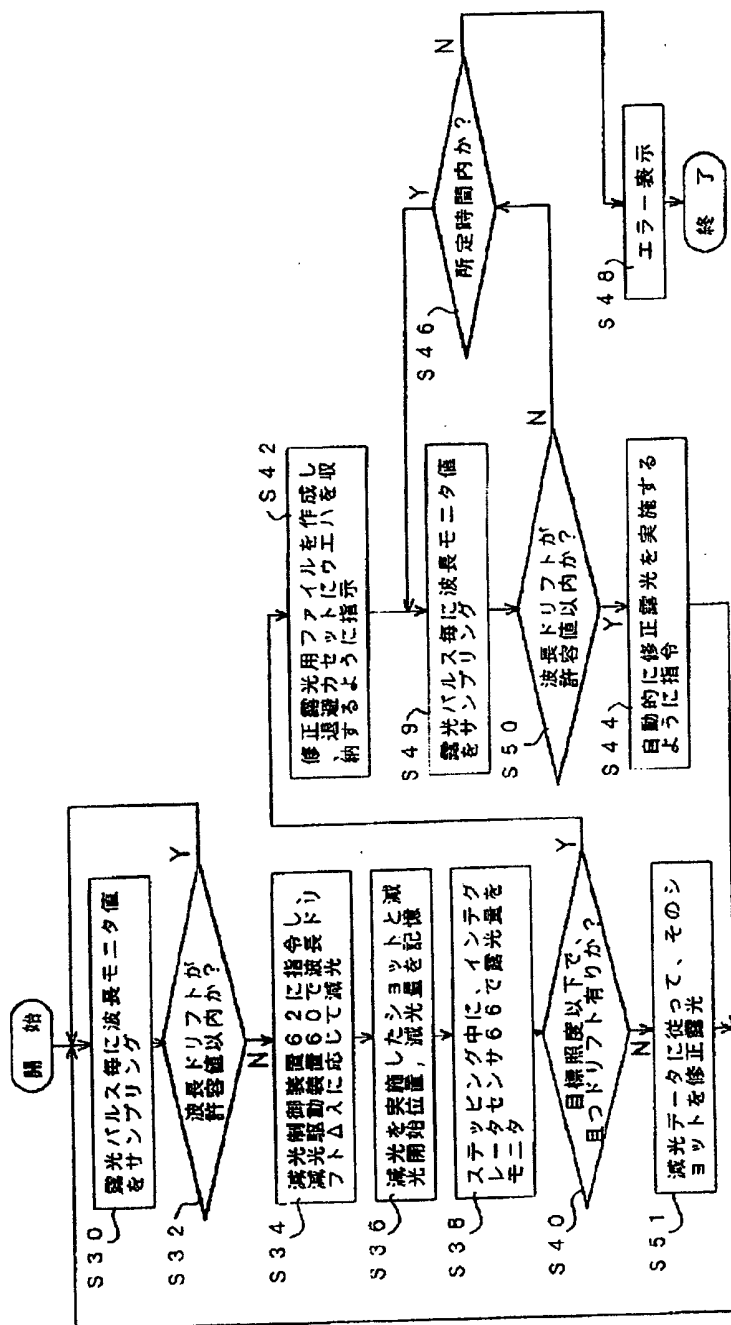 開始
S30
露光パルス毎に波長モニタ値
をサンプリング
S32
波長ドリフトが
許容値以内か?
Y
N
S34
減光制御装置62に指令し、
減光駆動装置60で波長ドリ
フトΔλに応じて減光
S36
減光を実施したショットと減
光開始位置,減光量を記憶
S38
ステッピング中に、インテグ
レータセンサ66で露光量を
モニタ
S40
目標照度以下で、
且つドリフト有りか?
Y
N
S51
減光データに従って、そのシ
ョットを修正露光
S42
修正露光用ファイルを作成し
、退避カセットにウエハを収
納するように指示
S49
露光パルス毎に波長モニタ値
をサンプリング
S50
波長ドリフトが
許容値以内か?
N
Y
S44
自動的に修正露光を実施する
ように指令
S46
所定時間内か?
Y
N
S48
エラー表示
終了